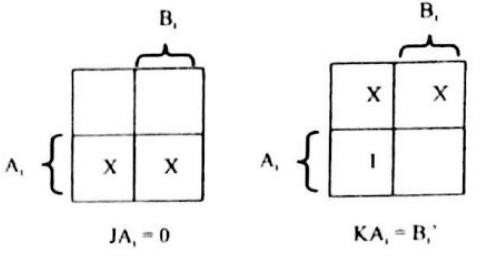 B₁
B₁
X X
A₁ X X
A₁ 1
JA₁ = 0
KA₁ = B₁'